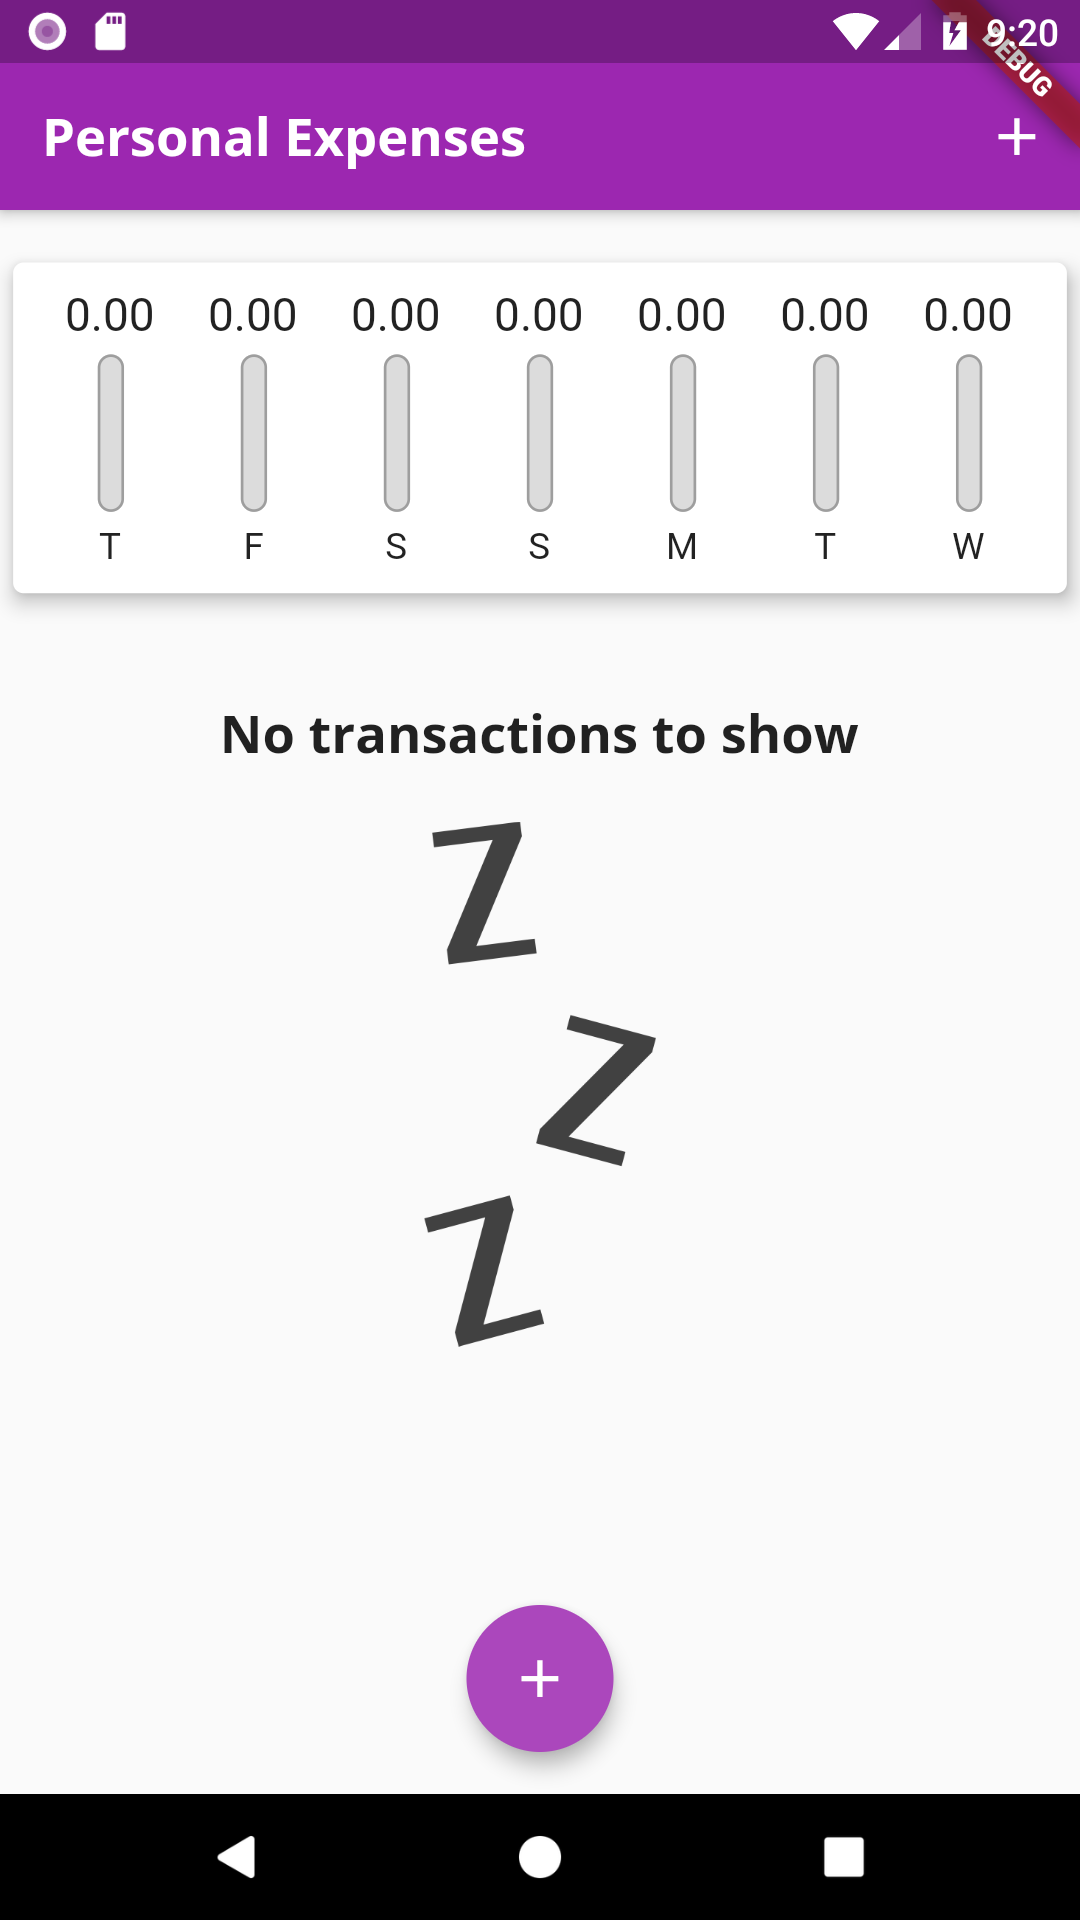 9:20
DEBUG
Personal Expenses
0.00 0.00 0.00 0.00 0.00 0.00 0.00
T F S S M T W
No transactions to show
Z
Z
Z